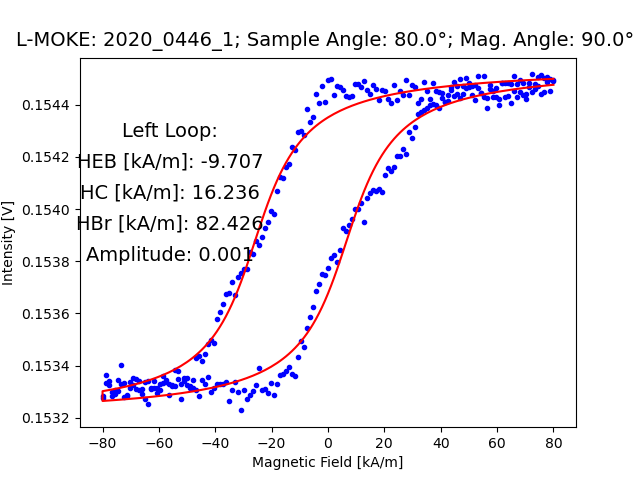 L-MOKE: 2020_0446_1; Sample Angle: 80.0°; Mag. Angle: 90.0°
Left Loop:
HEB [kA/m]: -9.707
HC [kA/m]: 16.236
HBr [kA/m]: 82.426
Amplitude: 0.001
Intensity [V]
0.1544
0.1542
0.1540
0.1538
0.1536
0.1534
0.1532
−80
−60
−40
−20
0
20
40
60
80
Magnetic Field [kA/m]